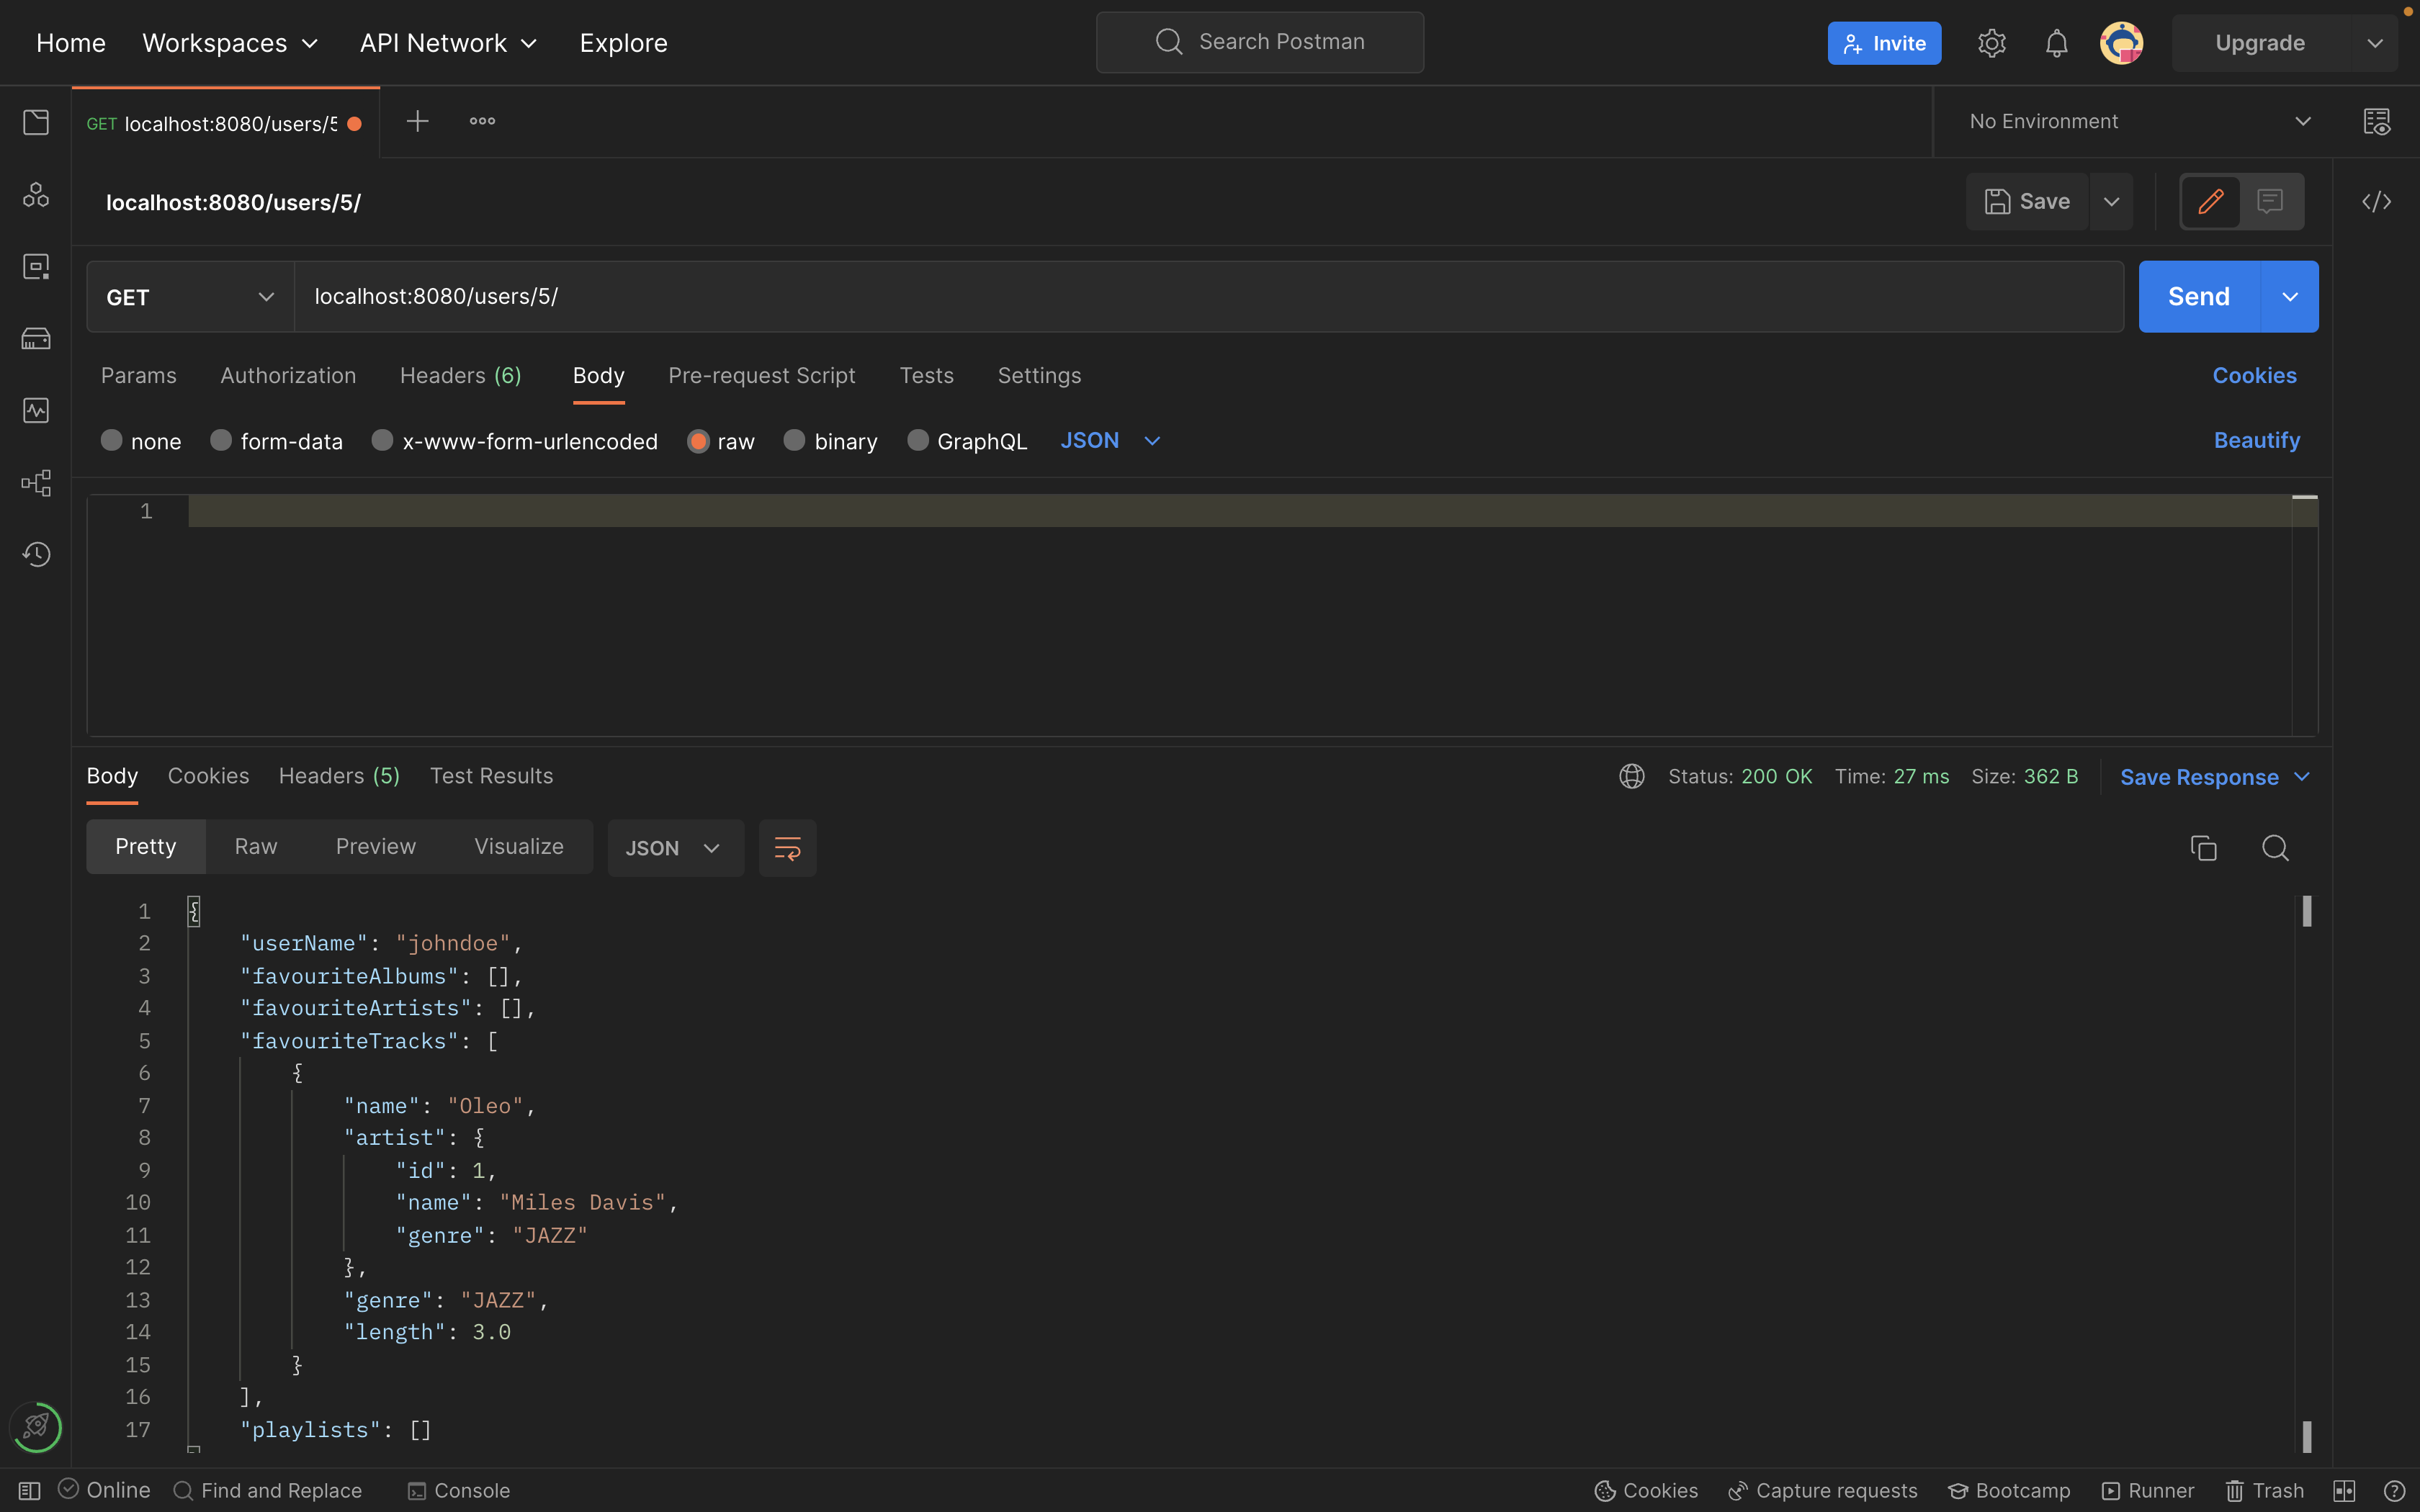 Home Workspaces API Network Explore Search Postman Invite Upgrade
GET localhost:8080/users/5 No Environment
localhost:8080/users/5/ Save
GET localhost:8080/users/5/ Send
Params Authorization Headers (6) Body Pre-request Script Tests Settings Cookies
none form-data x-www-form-urlencoded raw binary GraphQL JSON Beautify
1
Body Cookies Headers (5) Test Results Status: 200 OK Time: 27 ms Size: 362 B Save Response
Pretty Raw Preview Visualize JSON
1 {
2 "userName": "johndoe",
3 "favouriteAlbums": [],
4 "favouriteArtists": [],
5 "favouriteTracks": [
6 {
7 "name": "Oleo",
8 "artist": {
9 "id": 1,
10 "name": "Miles Davis",
11 "genre": "JAZZ"
12 },
13 "genre": "JAZZ",
14 "length": 3.0
15 }
16 ],
17 "playlists": []
Online Find and Replace Console Cookies Capture requests Bootcamp Runner Trash